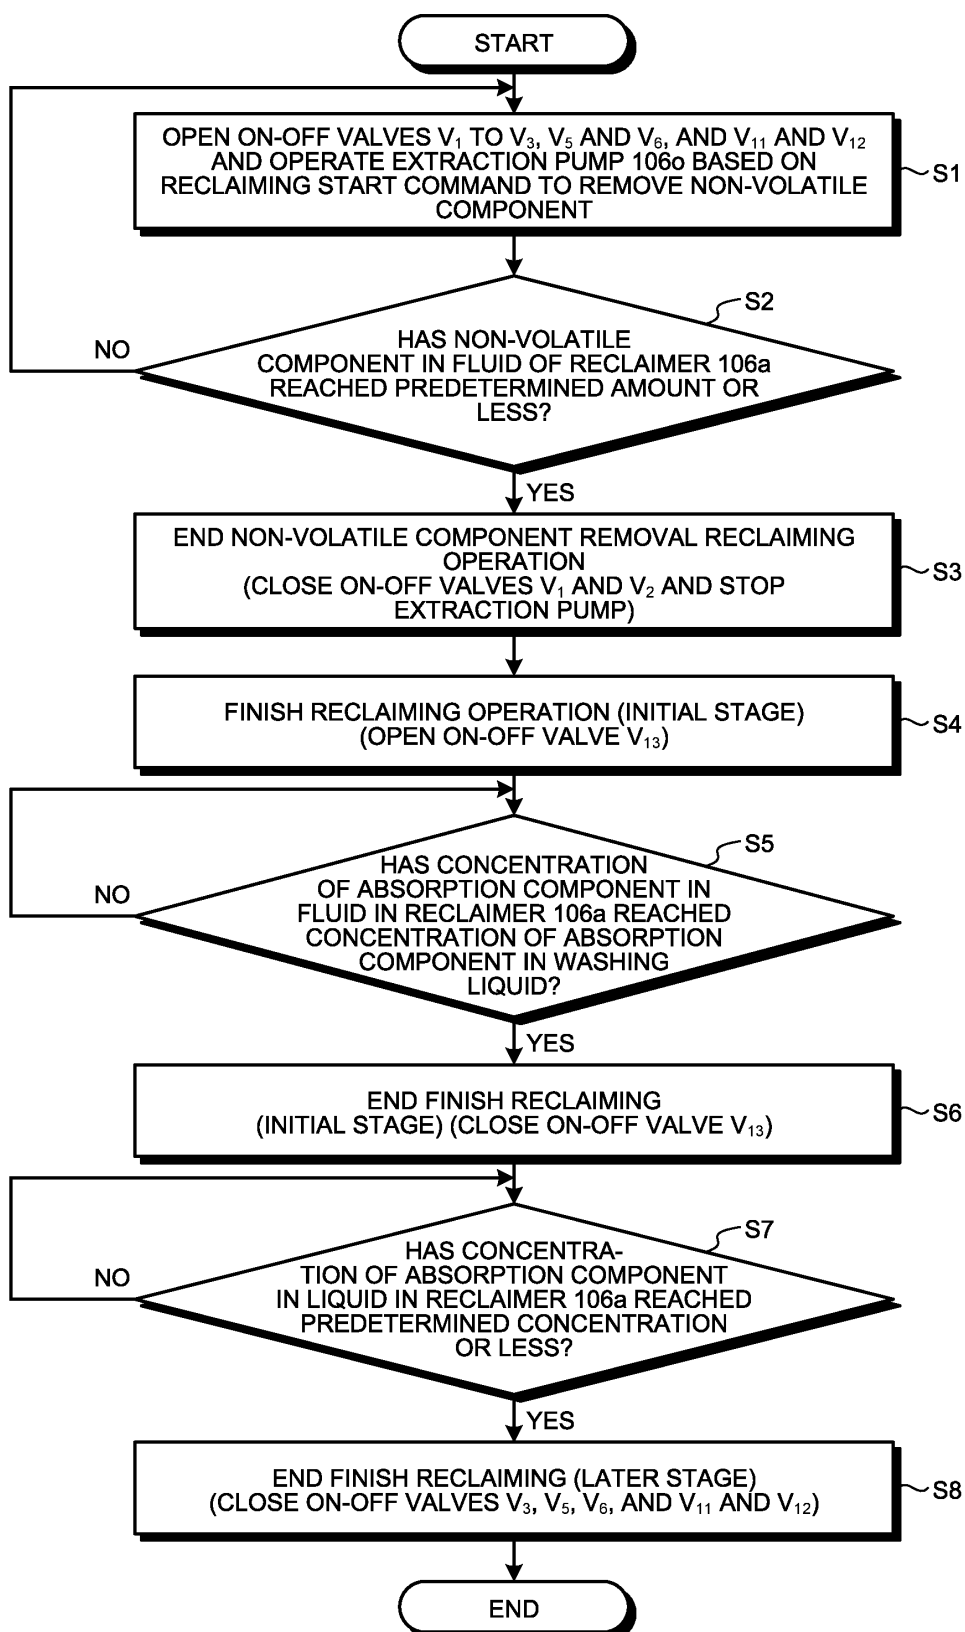 START
OPEN ON-OFF VALVES V₁ TO V₃, V₅ AND V₆, AND V₁₁ AND V₁₂
AND OPERATE EXTRACTION PUMP 106o BASED ON
RECLAIMING START COMMAND TO REMOVE NON-VOLATILE
COMPONENT
S1
S2
HAS NON-VOLATILE
COMPONENT IN FLUID OF RECLAIMER 106a
REACHED PREDETERMINED AMOUNT OR
LESS?
NO
YES
END NON-VOLATILE COMPONENT REMOVAL RECLAIMING
OPERATION
(CLOSE ON-OFF VALVES V₁ AND V₂ AND STOP
EXTRACTION PUMP)
S3
FINISH RECLAIMING OPERATION (INITIAL STAGE)
(OPEN ON-OFF VALVE V₁₃)
S4
S5
HAS CONCENTRATION
OF ABSORPTION COMPONENT IN
FLUID IN RECLAIMER 106a REACHED
CONCENTRATION OF ABSORPTION
COMPONENT IN WASHING
LIQUID?
NO
YES
END FINISH RECLAIMING
(INITIAL STAGE) (CLOSE ON-OFF VALVE V₁₃)
S6
S7
HAS CONCENTRA-
TION OF ABSORPTION COMPONENT
IN LIQUID IN RECLAIMER 106a REACHED
PREDETERMINED CONCENTRATION
OR LESS?
NO
YES
END FINISH RECLAIMING (LATER STAGE)
(CLOSE ON-OFF VALVES V₃, V₅, V₆, AND V₁₁ AND V₁₂)
S8
END